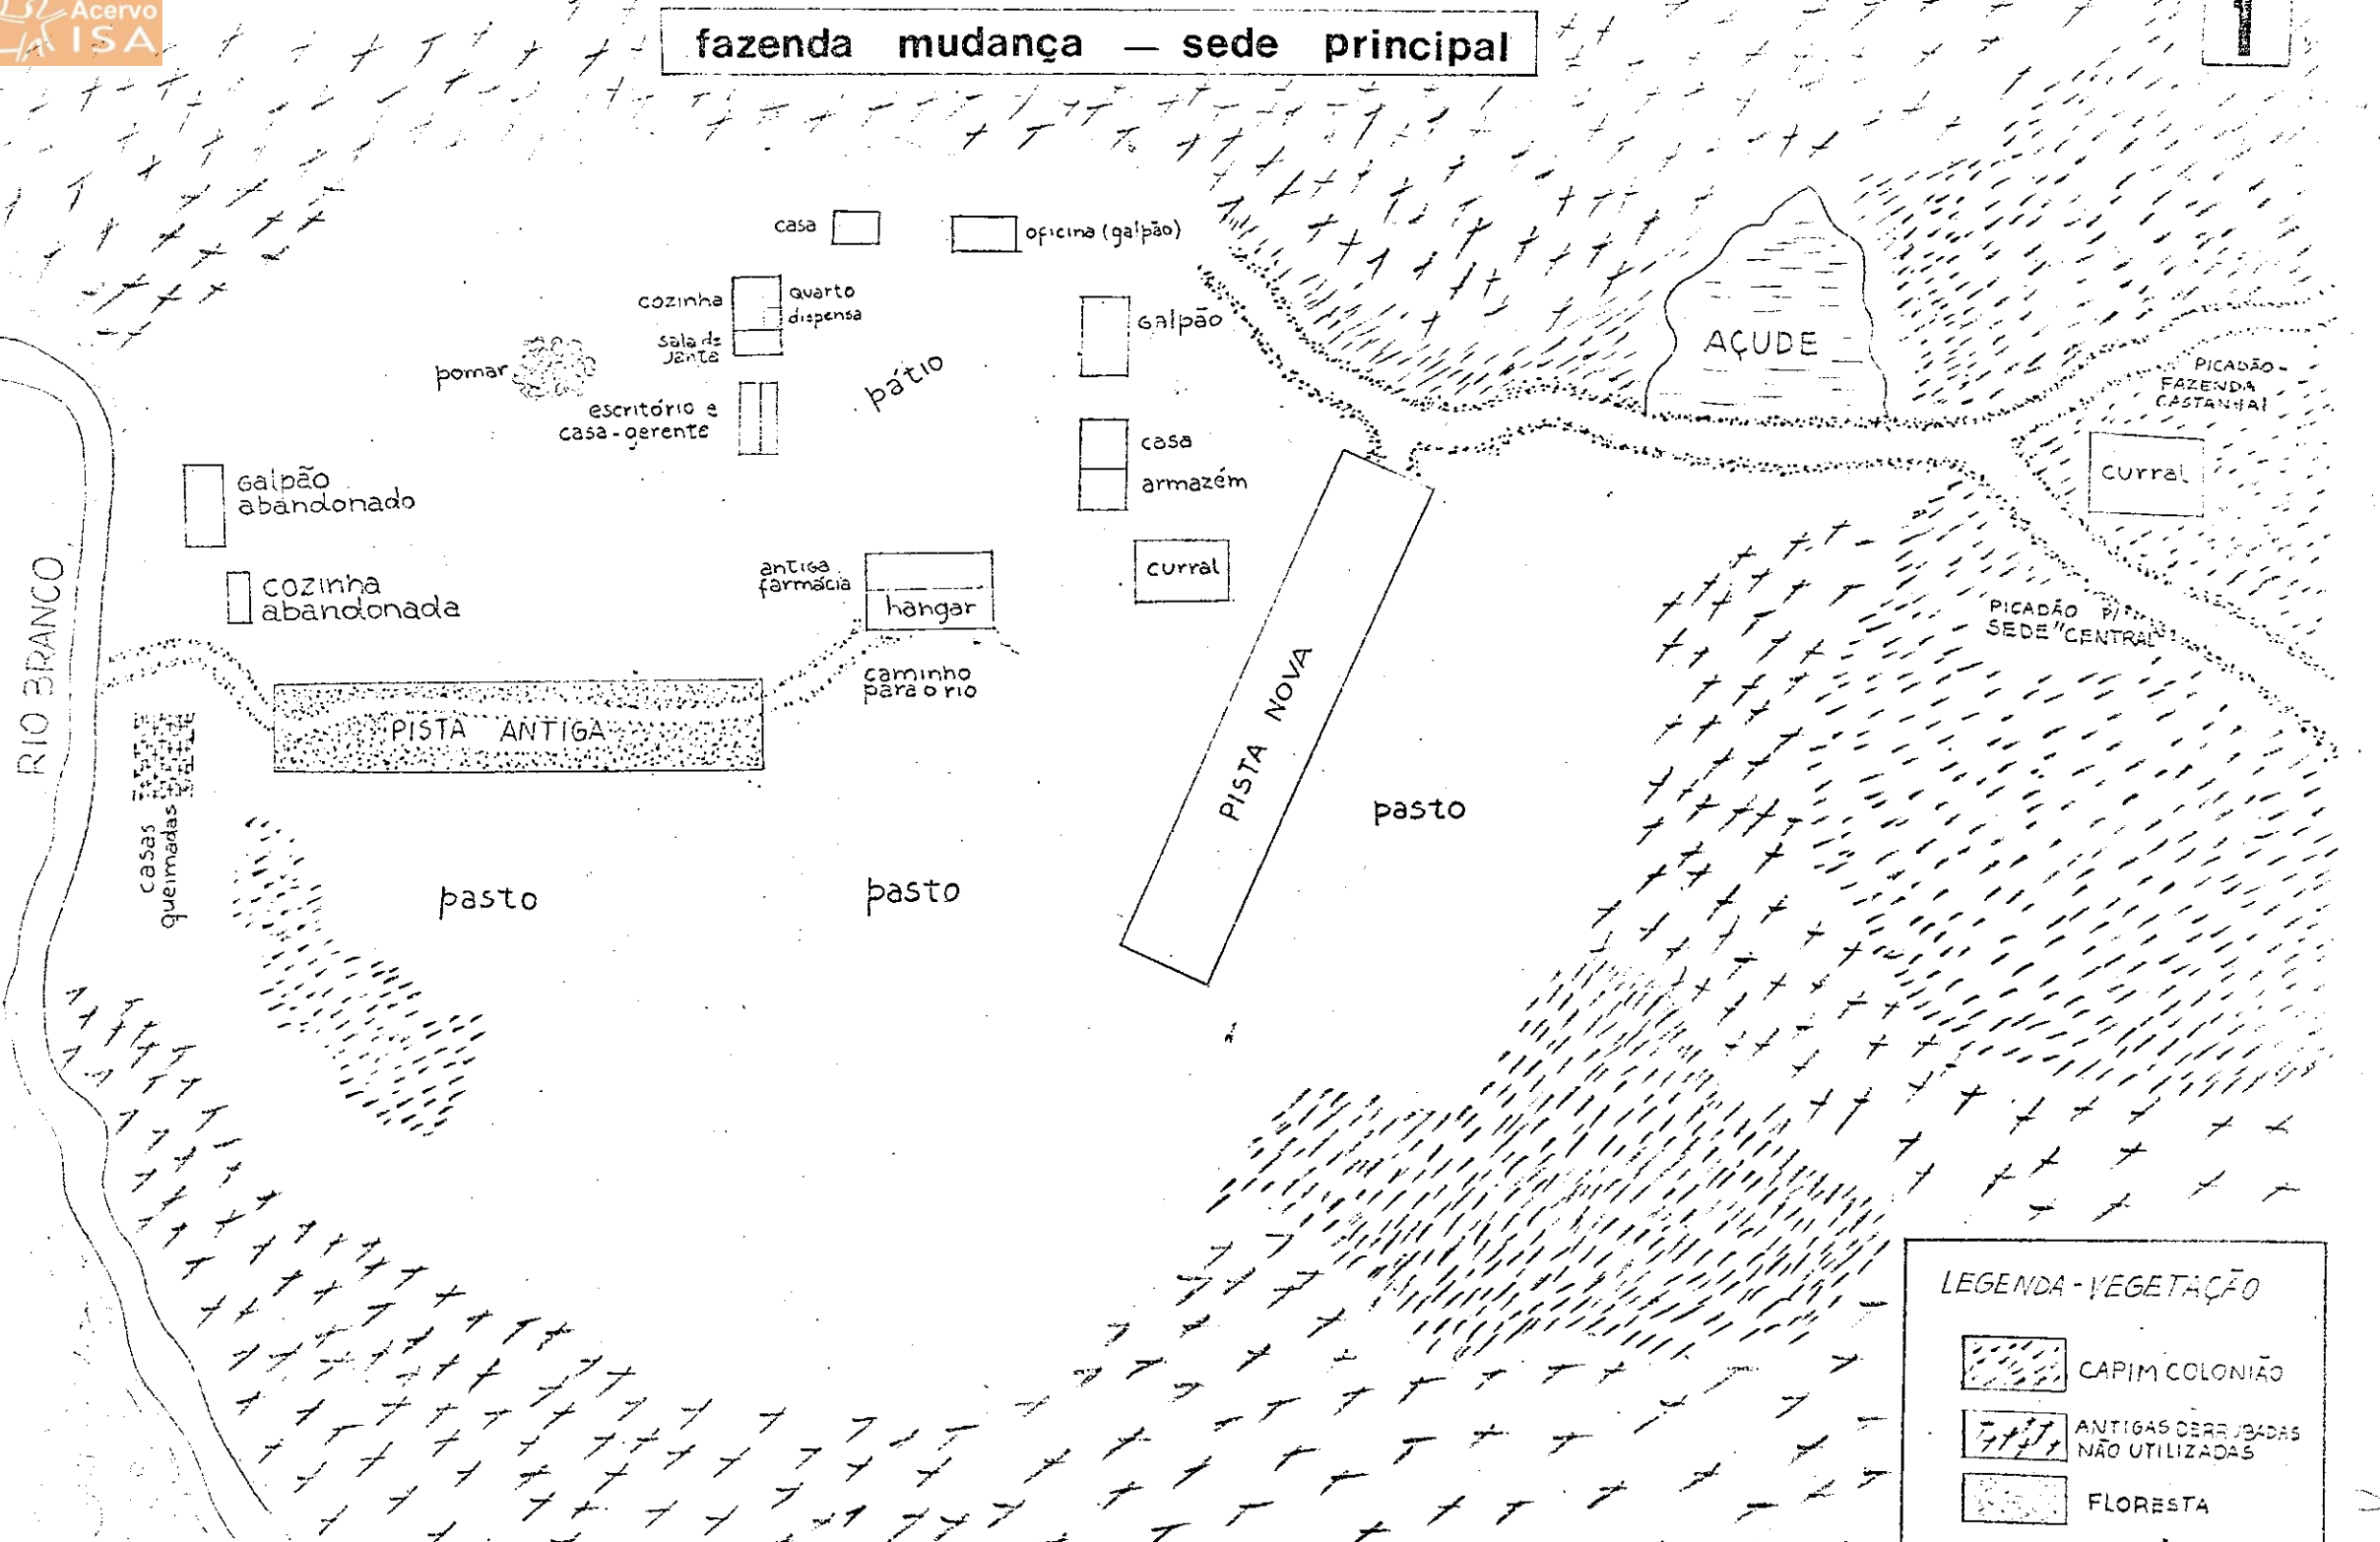 Acervo
ISA
fazenda mudança — sede principal
1
casa
oficina (galpão)
cozinha
quarto
dispensa
sala de
janta
galpão
AÇUDE
pomar
pátio
PICADÃO -
FAZENDA
CASTANHAL
escritório e
casa-gerente
casa
armazém
curral
galpão
abandonado
cozinha
abandonada
antiga
farmácia
hangar
curral
PICADÃO P/
SEDE "CENTRAL"
RIO BRANCO
caminho
para o rio
PISTA ANTIGA
PISTA NOVA
casas
queimadas
pasto
pasto
pasto
LEGENDA - VEGETAÇÃO
CAPIM COLONIÃO
ANTIGAS DERRUBADAS
NÃO UTILIZADAS
FLORESTA